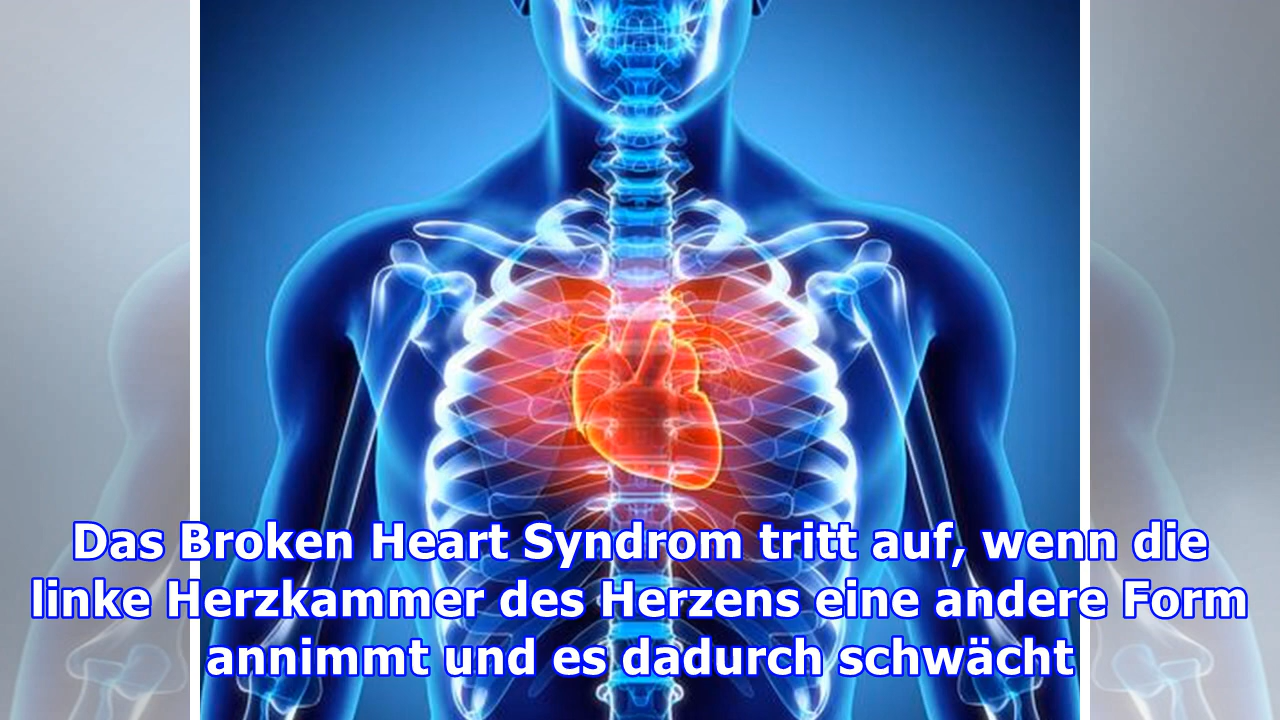 Das Broken Heart Syndrom tritt auf, wenn die
linke Herzkammer des Herzens eine andere Form
annimmt und es dadurch schwächt